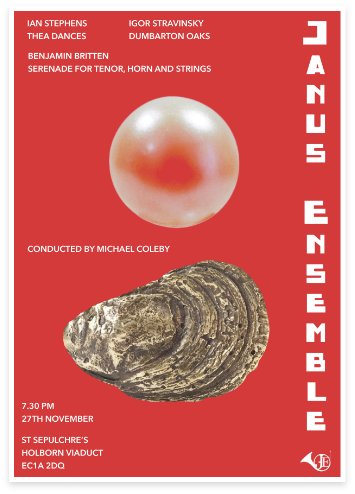 IAN STEPHENS
THEA DANCES
IGOR STRAVINSKY
DUMBARTON OAKS
BENJAMIN BRITTEN
SERENADE FOR TENOR, HORN AND STRINGS
JANUS ENSEMBLE
CONDUCTED BY MICHAEL COLEBY
7.30 PM
27TH NOVEMBER
ST SEPULCHRE'S
HOLBORN VIADUCT
EC1A 2DQ
JE